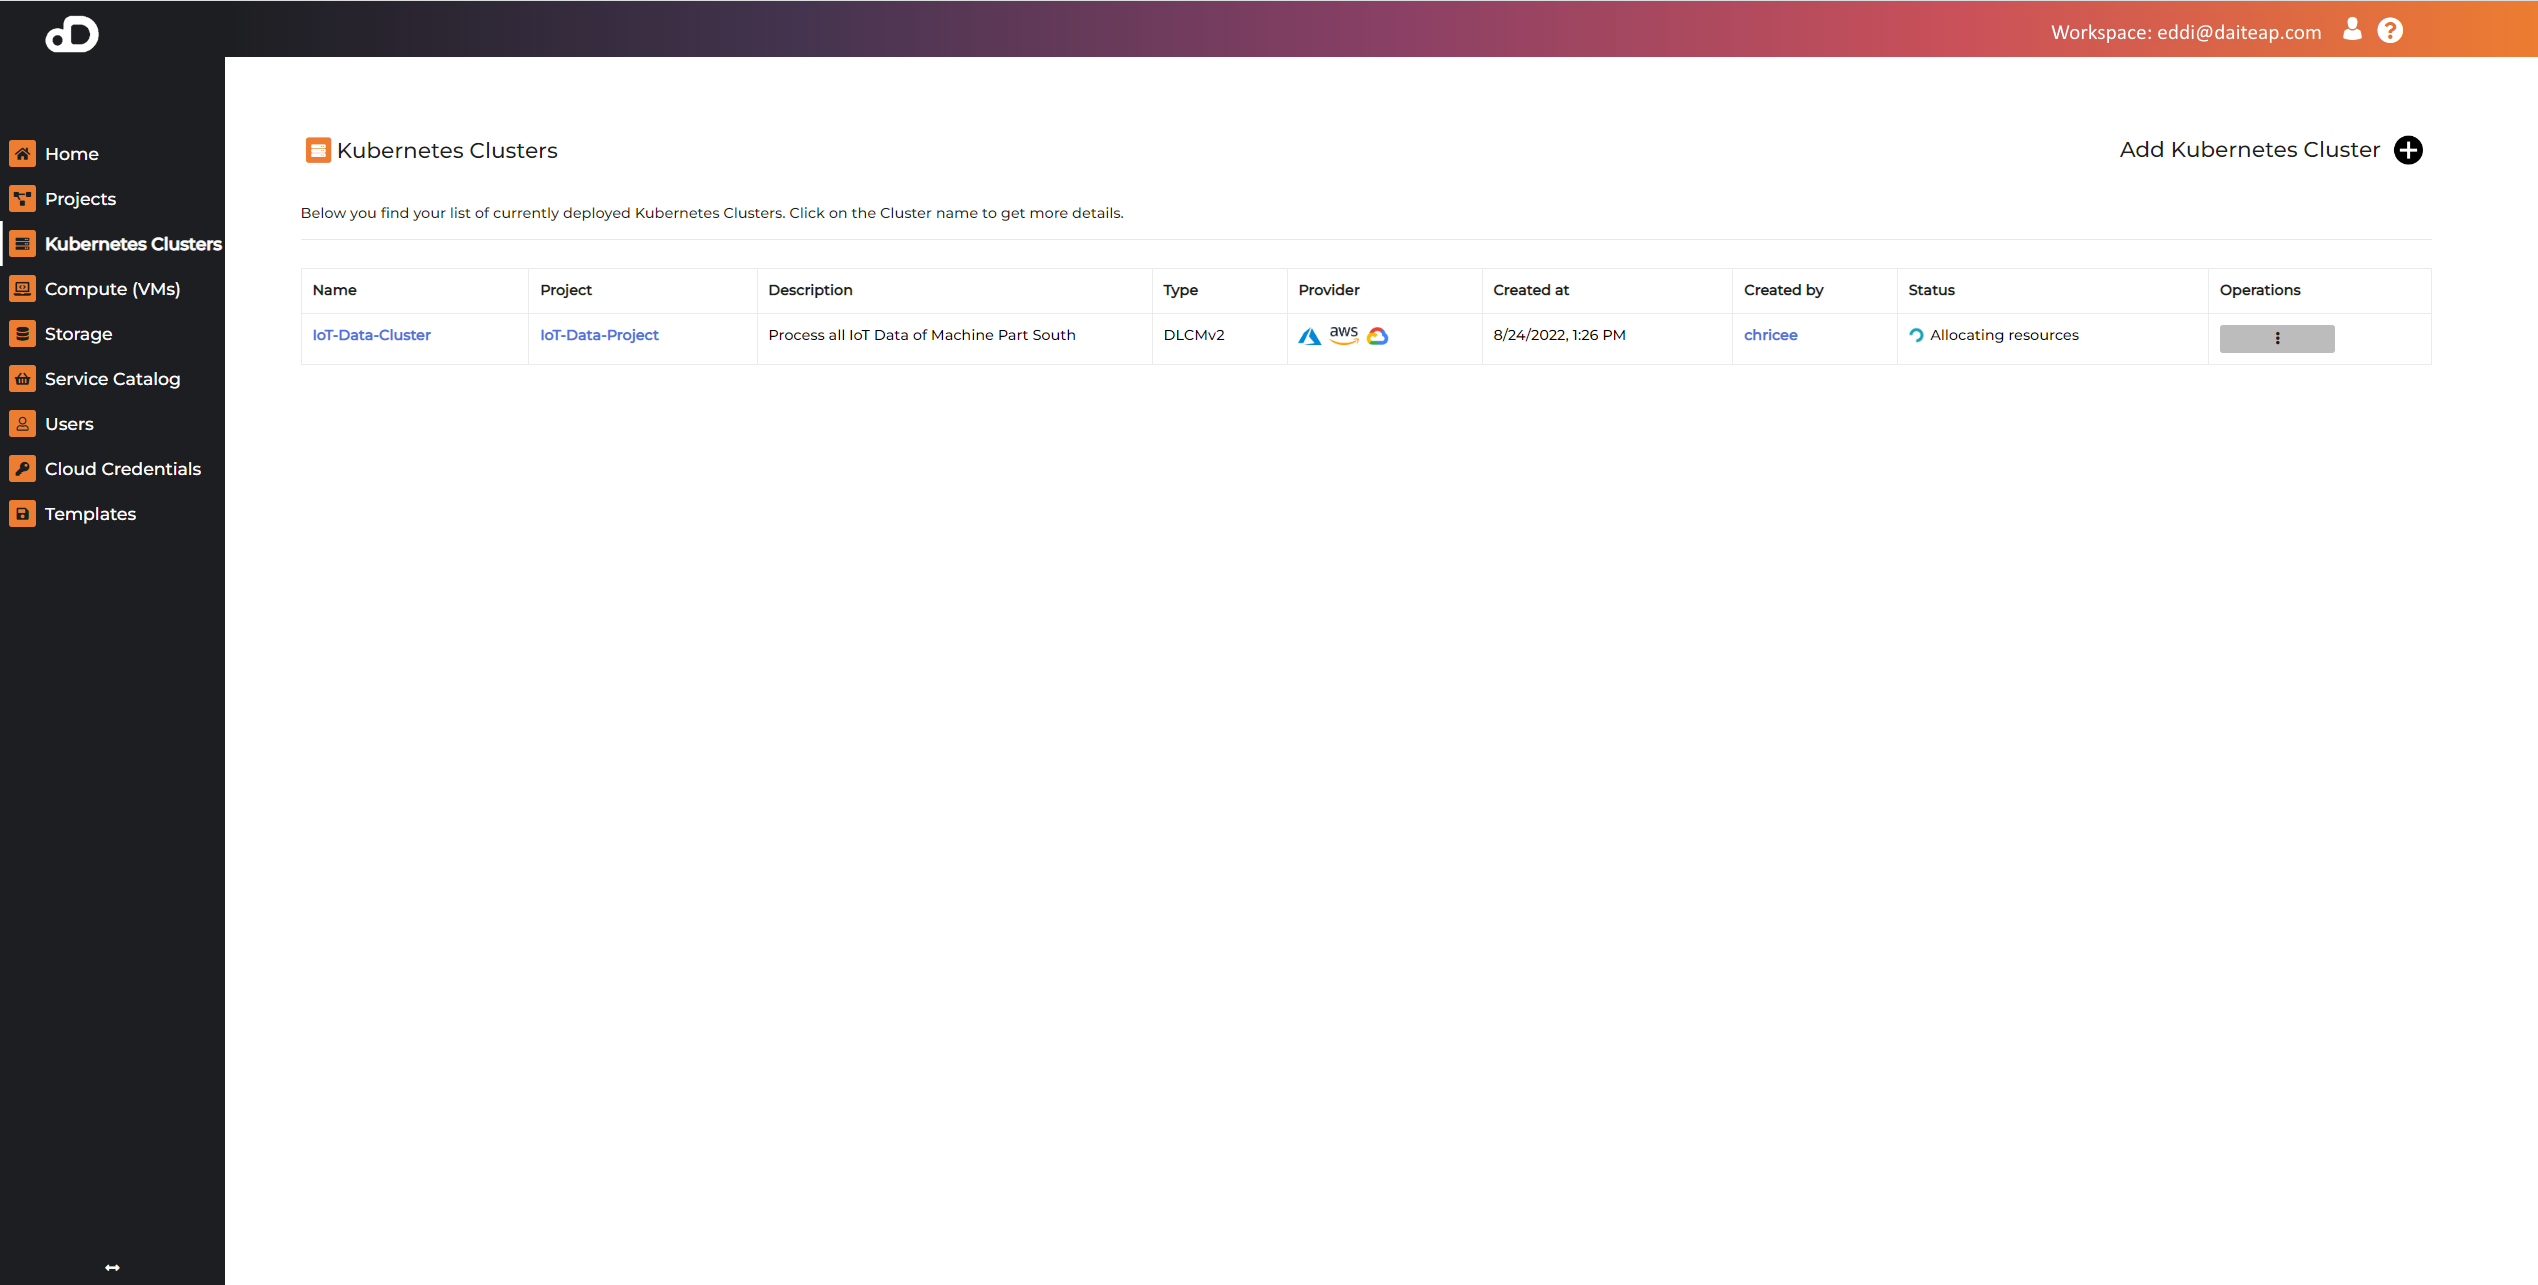 Workspace: eddi@daiteap.com
Home
Projects
Kubernetes Clusters
Compute (VMs)
Storage
Service Catalog
Users
Cloud Credentials
Templates
Kubernetes Clusters
Add Kubernetes Cluster
Below you find your list of currently deployed Kubernetes Clusters. Click on the Cluster name to get more details.
Name Project Description Type Provider Created at Created by Status Operations
IoT-Data-Cluster IoT-Data-Project Process all IoT Data of Machine Part South DLCMv2 aws 8/24/2022, 1:26 PM chricee Allocating resources